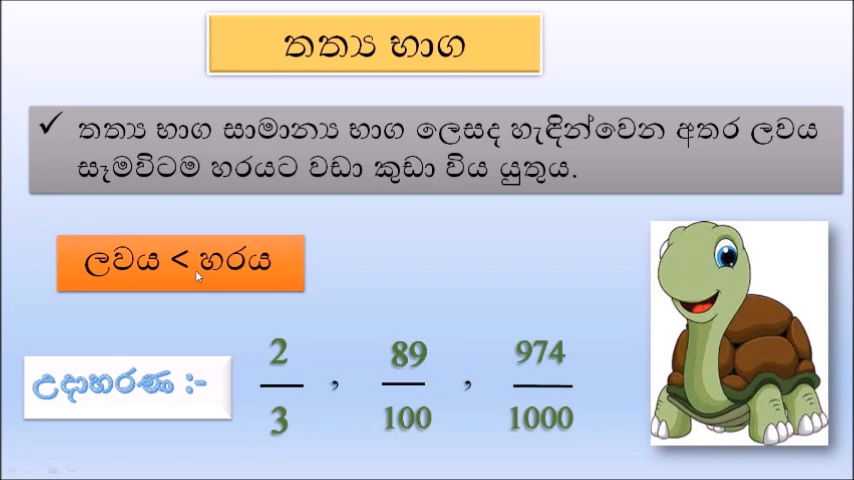 තත්‍ය භාග
✓ තත්‍ය භාග සාමාන්‍ය භාග ලෙසද හැඳින්වෙන අතර ලවය
සෑමවිටම හරයට වඩා කුඩා විය යුතුය.
ලවය < හරය
උදාහරණ :- 2/3 , 89/100 , 974/1000